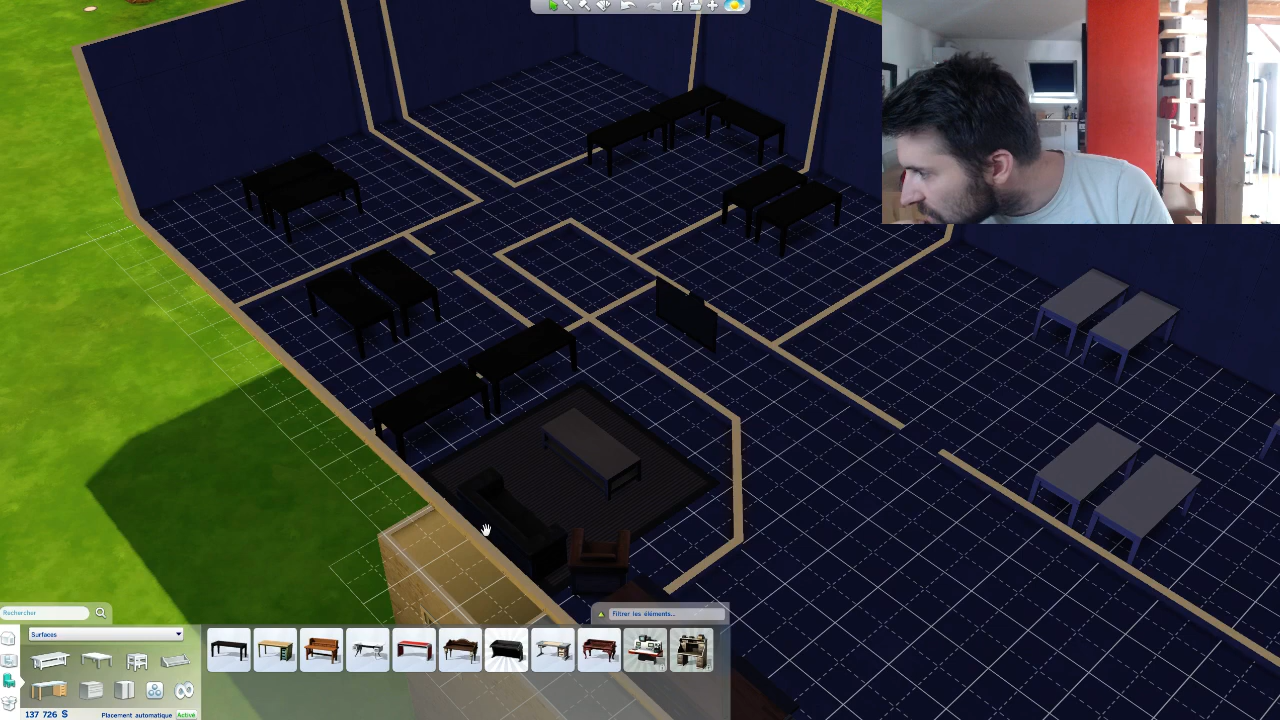 Rechercher
Filtrer les éléments...
Surfaces
137 726 $
Placement automatique Activé